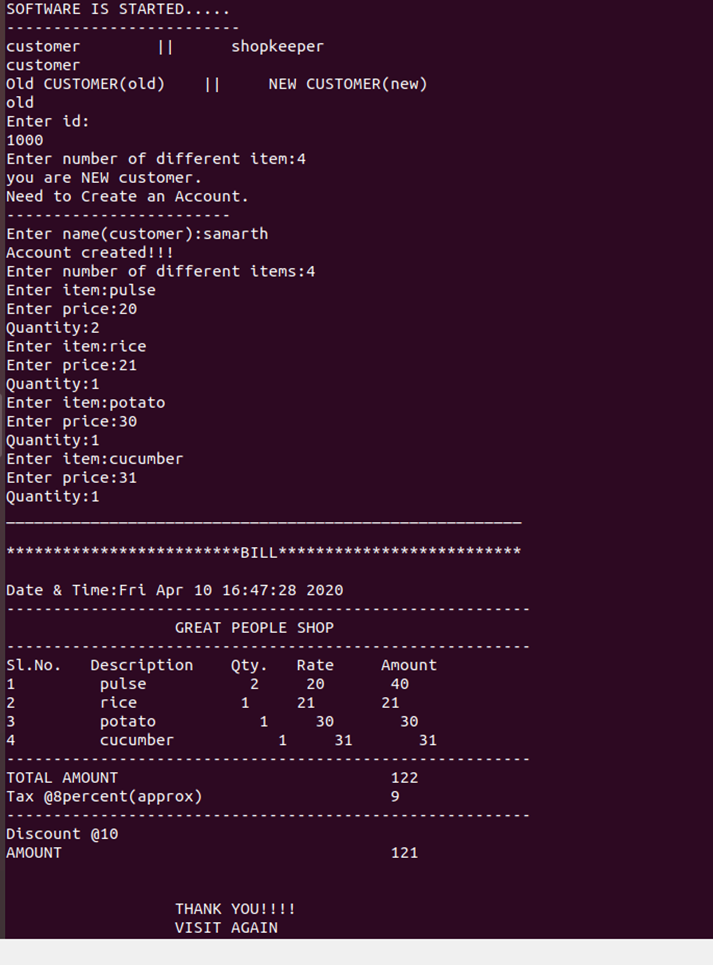 SOFTWARE IS STARTED.....
-------------------------
customer        ||      shopkeeper
customer
Old CUSTOMER(old)    ||     NEW CUSTOMER(new)
old
Enter id:
1000
Enter number of different item:4
you are NEW customer.
Need to Create an Account.
------------------------
Enter name(customer):samarth
Account created!!!
Enter number of different items:4
Enter item:pulse
Enter price:20
Quantity:2
Enter item:rice
Enter price:21
Quantity:1
Enter item:potato
Enter price:30
Quantity:1
Enter item:cucumber
Enter price:31
Quantity:1
_______________________________________________________
*************************BILL**************************
Date & Time:Fri Apr 10 16:47:28 2020
--------------------------------------------------------
                  GREAT PEOPLE SHOP
--------------------------------------------------------
Sl.No.   Description    Qty.   Rate     Amount
1         pulse           2     20       40
2         rice           1     21       21
3         potato           1     30       30
4         cucumber           1     31       31
--------------------------------------------------------
TOTAL AMOUNT                             122
Tax @8percent(approx)                    9
--------------------------------------------------------
Discount @10
AMOUNT                                   121
                  THANK YOU!!!!
                  VISIT AGAIN